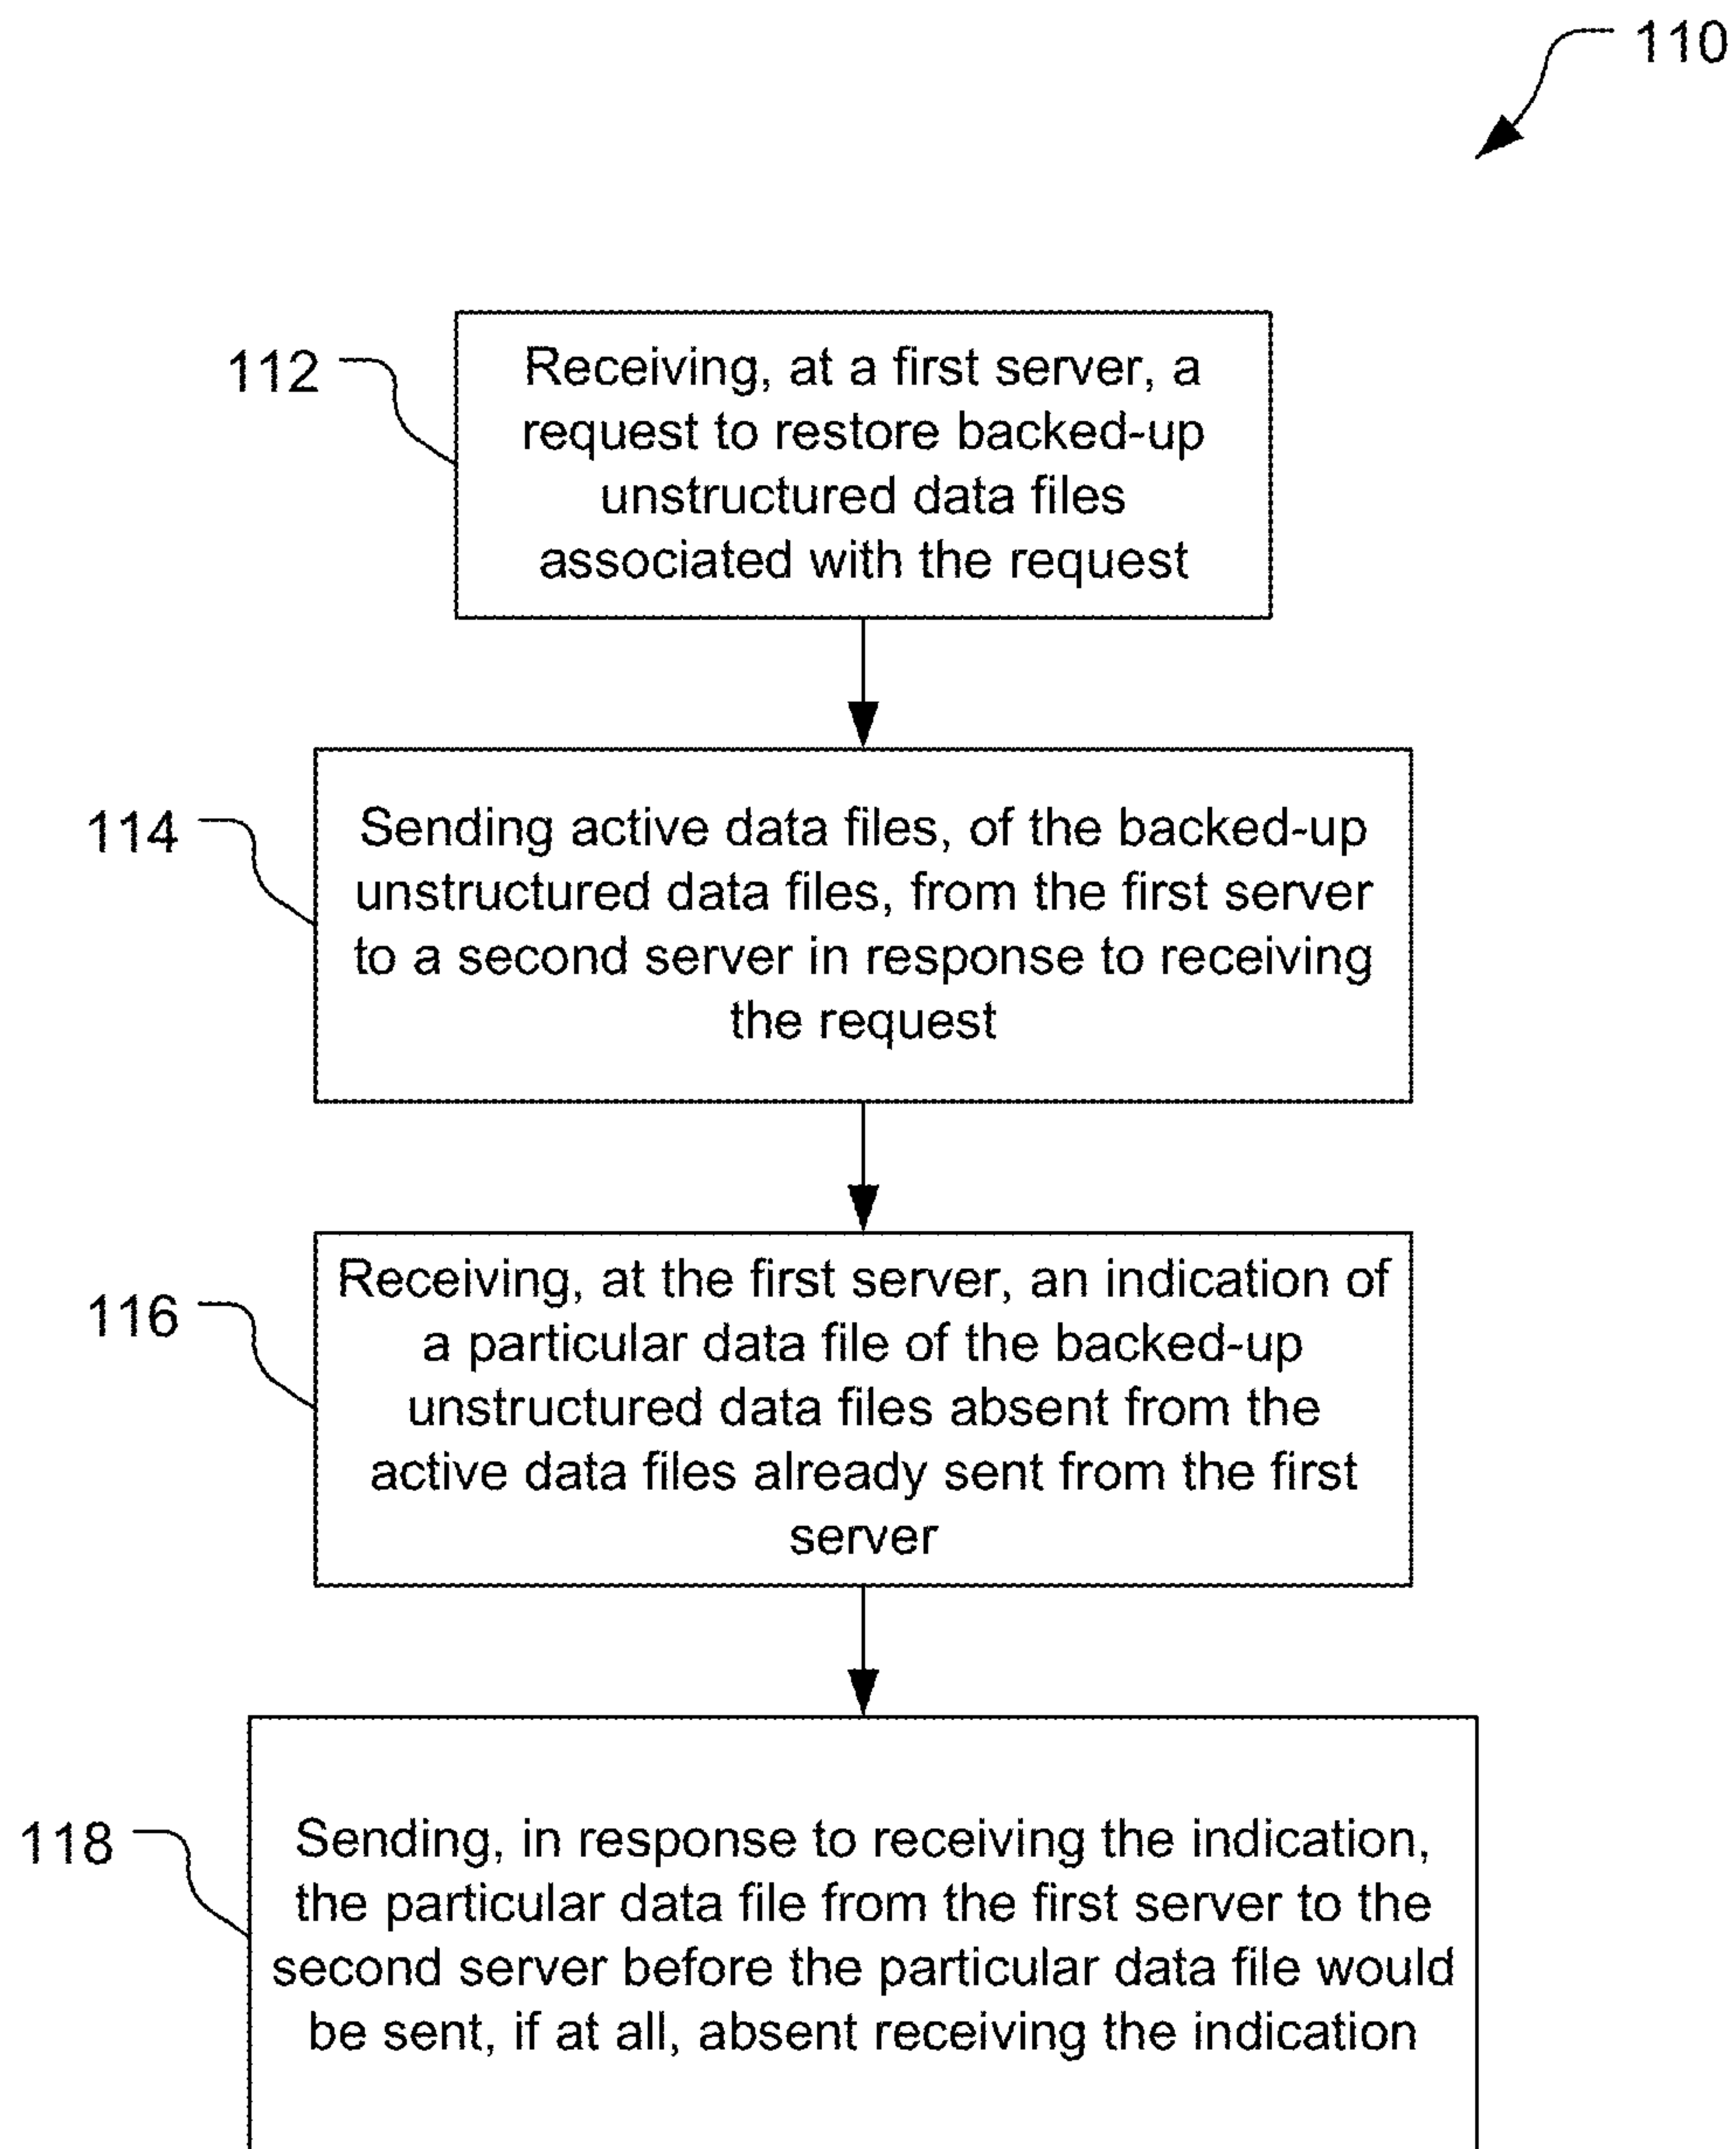 110
112
Receiving, at a first server, a
request to restore backed-up
unstructured data files
associated with the request
114
Sending active data files, of the backed-up
unstructured data files, from the first server
to a second server in response to receiving
the request
116
Receiving, at the first server, an indication of
a particular data file of the backed-up
unstructured data files absent from the
active data files already sent from the first
server
118
Sending, in response to receiving the indication,
the particular data file from the first server to the
second server before the particular data file would
be sent, if at all, absent receiving the indication